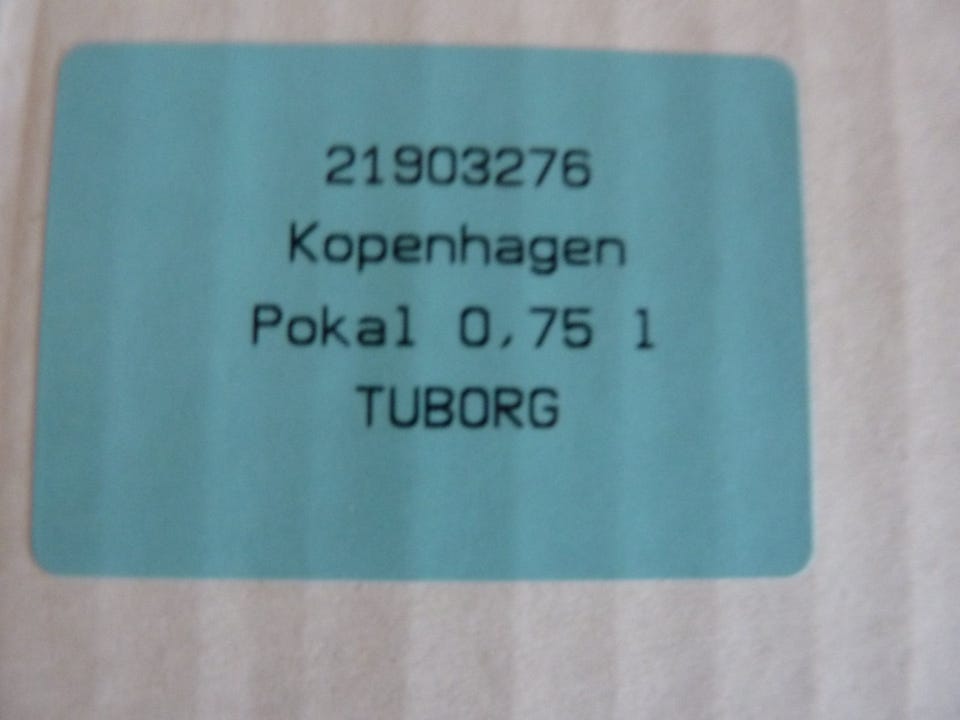 21903276
Kopenhagen
Pokal 0,75 l
TUBORG